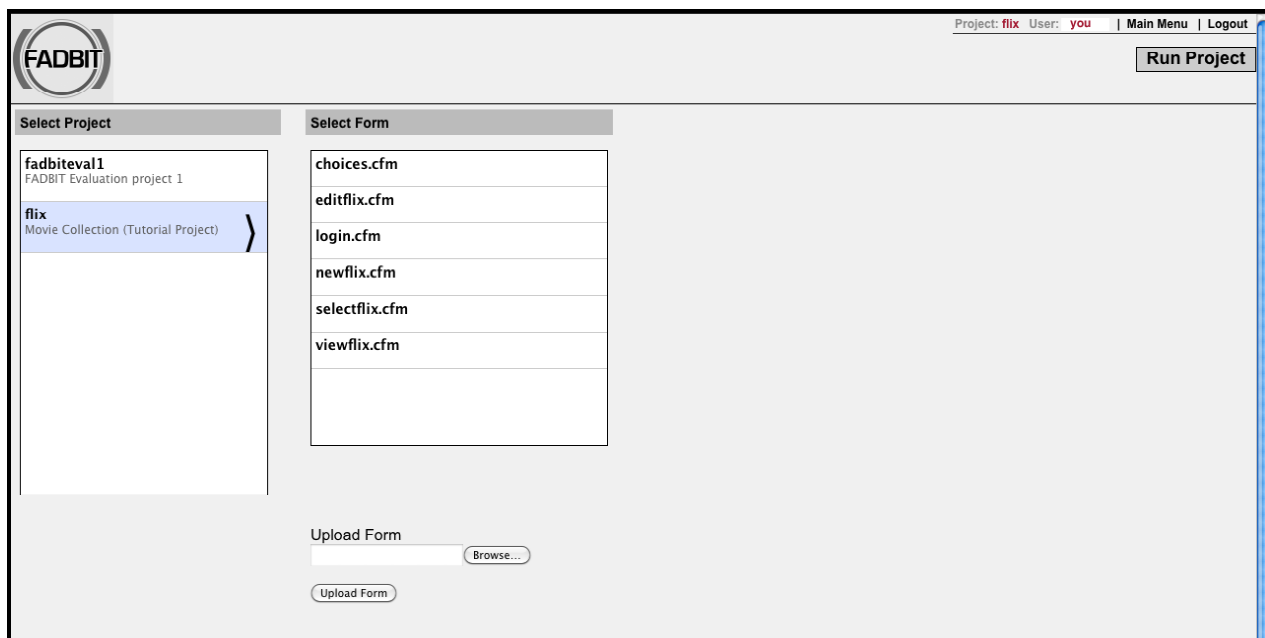 Project: flix User: you | Main Menu | Logout
FADBIT
Run Project
Select Project
fadbiteval1
FADBIT Evaluation project 1
flix
Movie Collection (Tutorial Project)
Select Form
choices.cfm
editflix.cfm
login.cfm
newflix.cfm
selectflix.cfm
viewflix.cfm
Upload Form
Browse...
Upload Form